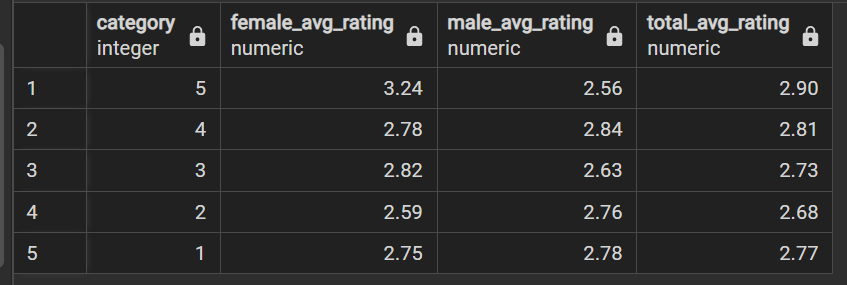 category female_avg_rating male_avg_rating total_avg_rating
integer numeric numeric numeric
1 5 3.24 2.56 2.90
2 4 2.78 2.84 2.81
3 3 2.82 2.63 2.73
4 2 2.59 2.76 2.68
5 1 2.75 2.78 2.77